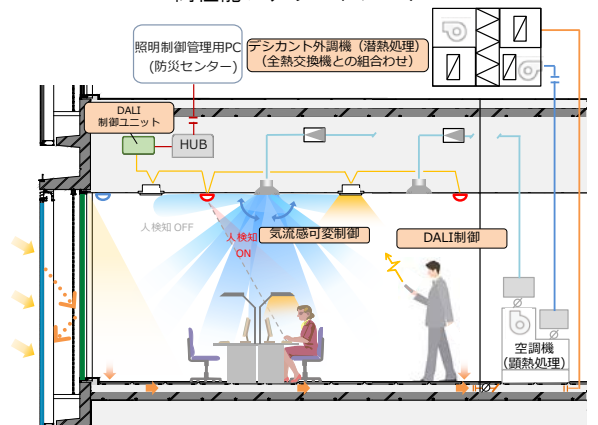 照明制御管理用PC
(防災センター)
デシカント外調機（潜熱処理）
（全熱交換機との組合わせ）
DALI
制御ユニット
HUB
人検知 OFF
人検知
ON
気流感可変制御
DALI制御
空調機
（顕熱処理）